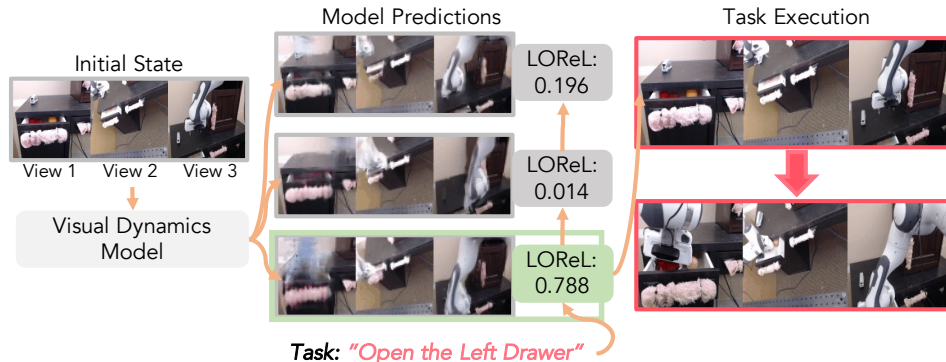 Model Predictions
Task Execution
Initial State
View 1 View 2 View 3
Visual Dynamics
Model
LOReL:
0.196
LOReL:
0.014
LOReL:
0.788
Task: "Open the Left Drawer"